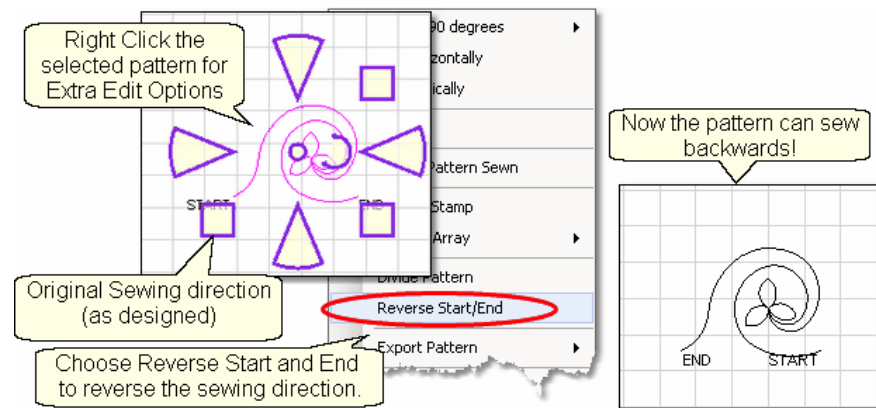 Right Click the
selected pattern for
Extra Edit Options
90 degrees
START
END
Pattern Sewn
Stamp
Array
Divide Pattern
Reverse Start/End
Export Pattern
Original Sewing direction
(as designed)
Choose Reverse Start and End
to reverse the sewing direction.
Now the pattern can sew
backwards!
END START